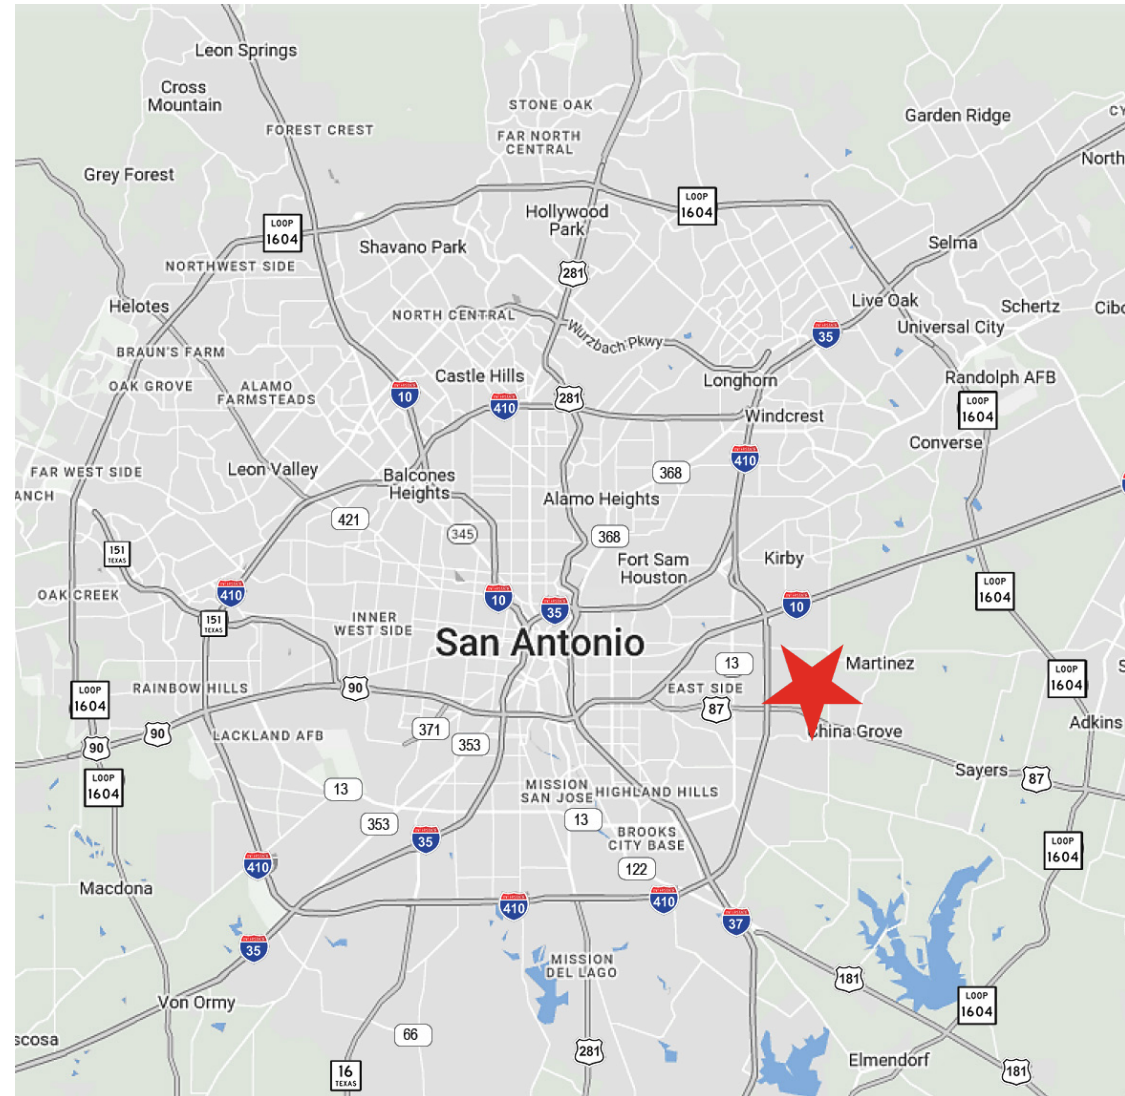 Leon Springs
Cross
Mountain
STONE OAK
Garden Ridge
CY
FOREST CREST
FAR NORTH
CENTRAL
North
Grey Forest
LOOP
1604
LOOP
1604
Hollywood
Park
Shavano Park
Selma
NORTHWEST SIDE
281
Helotes
Live Oak
Schertz
Cibo
NORTH CENTRAL
Wurzbach Pkwy
35
Universal City
BRAUN'S FARM
Castle Hills
Longhorn
Randolph AFB
OAK GROVE
ALAMO
FARMSTEADS
10
410
281
LOOP
1604
Windcrest
Converse
FAR WEST SIDE
Leon Valley
Balcones
Heights
368
410
ANCH
Alamo Heights
421
345
368
151
TEXAS
Fort Sam
Houston
Kirby
OAK CREEK
410
10
35
10
LOOP
1604
151
TEXAS
INNER
WEST SIDE
San Antonio
13
Martinez
S
LOOP
1604
RAINBOW HILLS
90
EAST SIDE
87
LOOP
1604
90
90
LACKLAND AFB
371
353
China Grove
Adkins
Sayers
87
LOOP
1604
13
MISSION
SAN JOSE
HIGHLAND HILLS
353
13
BROOKS
CITY BASE
35
122
LOOP
1604
410
Macdona
410
410
37
35
MISSION
DEL LAGO
181
Von Ormy
LOOP
1604
scosa
66
281
Elmendorf
16
TEXAS
181